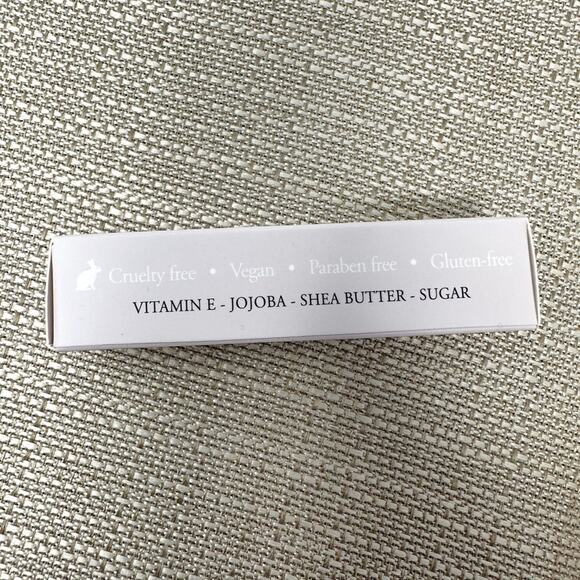 Cruelty free • Vegan • Paraben free • Gluten-free
VITAMIN E - JOJOBA - SHEA BUTTER - SUGAR